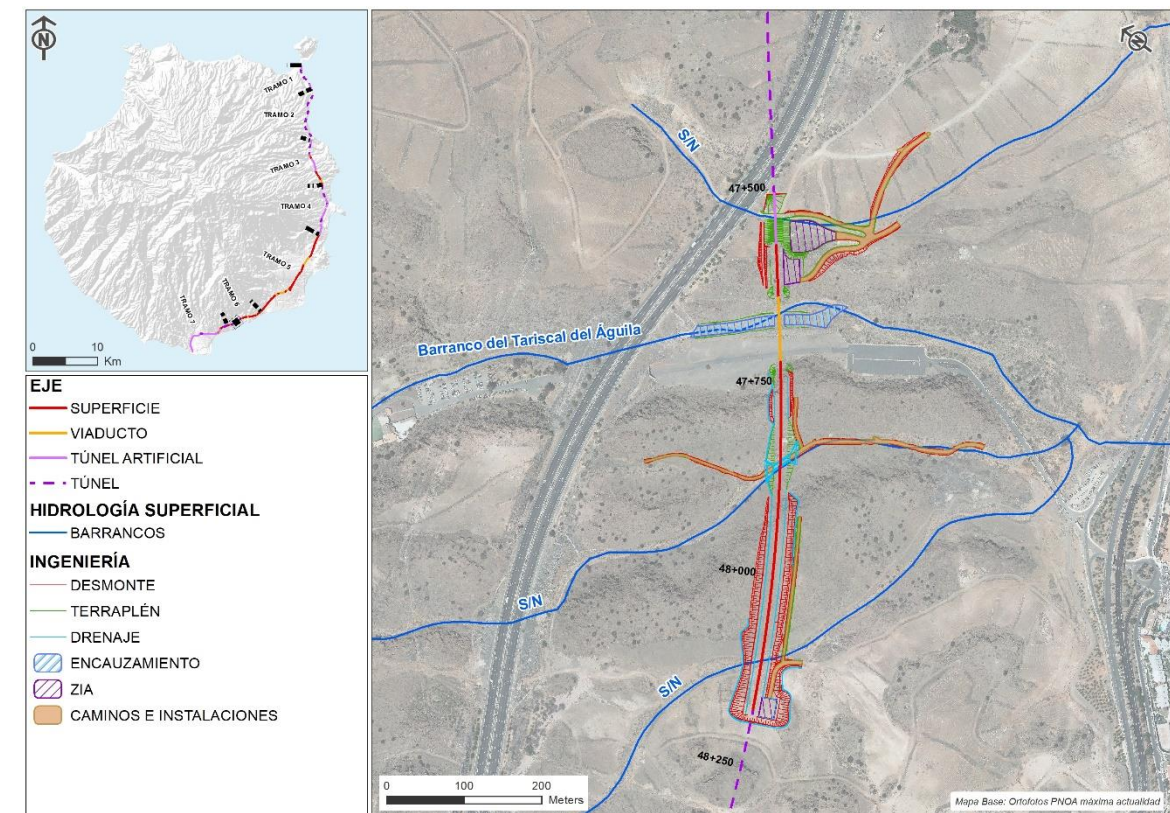 N
TRAMO 1
TRAMO 2
TRAMO 3
TRAMO 4
TRAMO 5
TRAMO 6
TRAMO 7
0 10
Km
EJE
SUPERFICIE
VIADUCTO
TÚNEL ARTIFICIAL
TÚNEL
HIDROLOGÍA SUPERFICIAL
BARRANCOS
INGENIERÍA
DESMONTE
TERRAPLÉN
DRENAJE
ENCAUZAMIENTO
ZIA
CAMINOS E INSTALACIONES
N
S/N
47+500
Barranco del Tariscal del Águila
47+750
48+000
S/N
S/N
48+250
0 100 200
Meters
Mapa Base: Ortofotos PNOA máxima actualidad